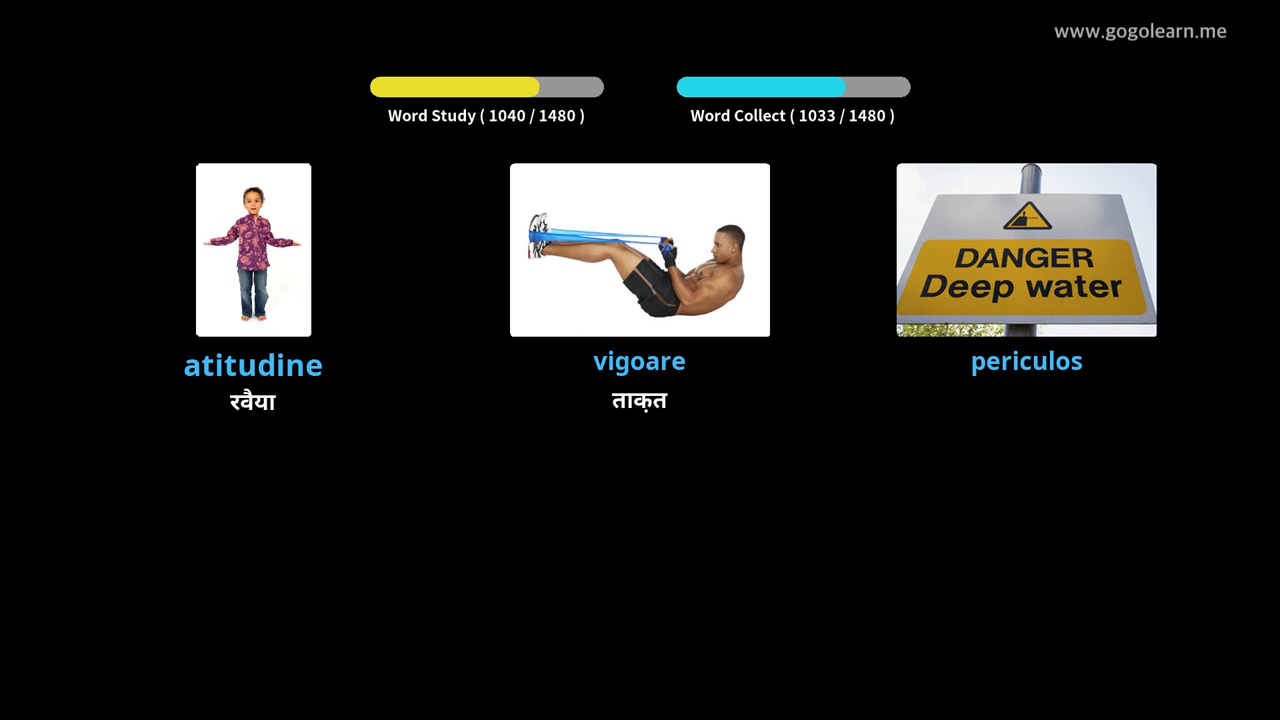 www.gogolearn.me
Word Study ( 1040 / 1480 )
Word Collect ( 1033 / 1480 )
DANGER
Deep water
atitudine
vigoare
periculos
रवैया
ताक़त